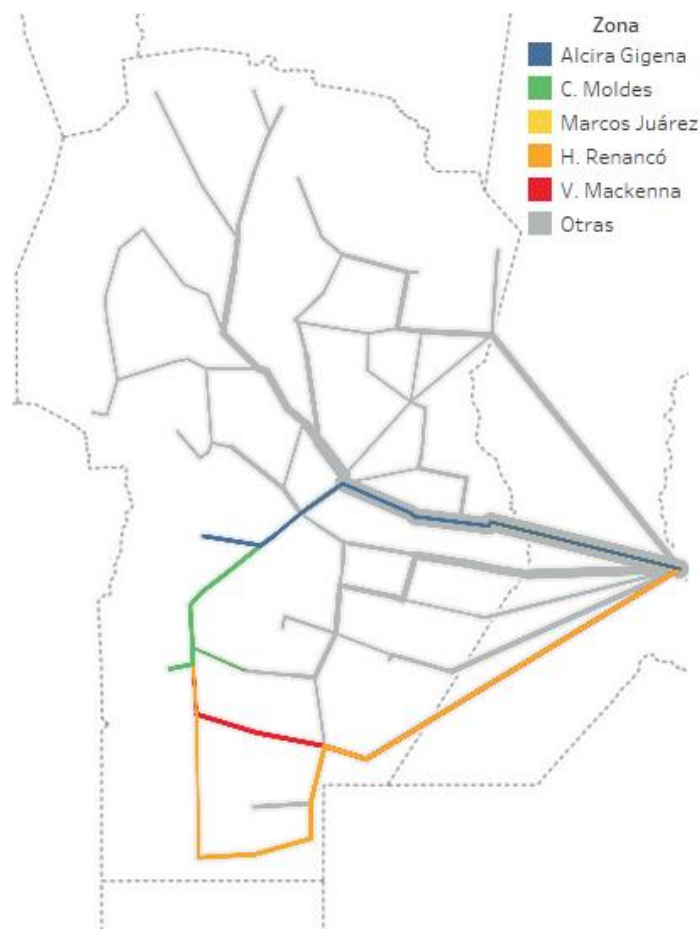 Zona
Alcira Gigena
C. Moldes
Marcos Juárez
H. Renancó
V. Mackenna
Otras